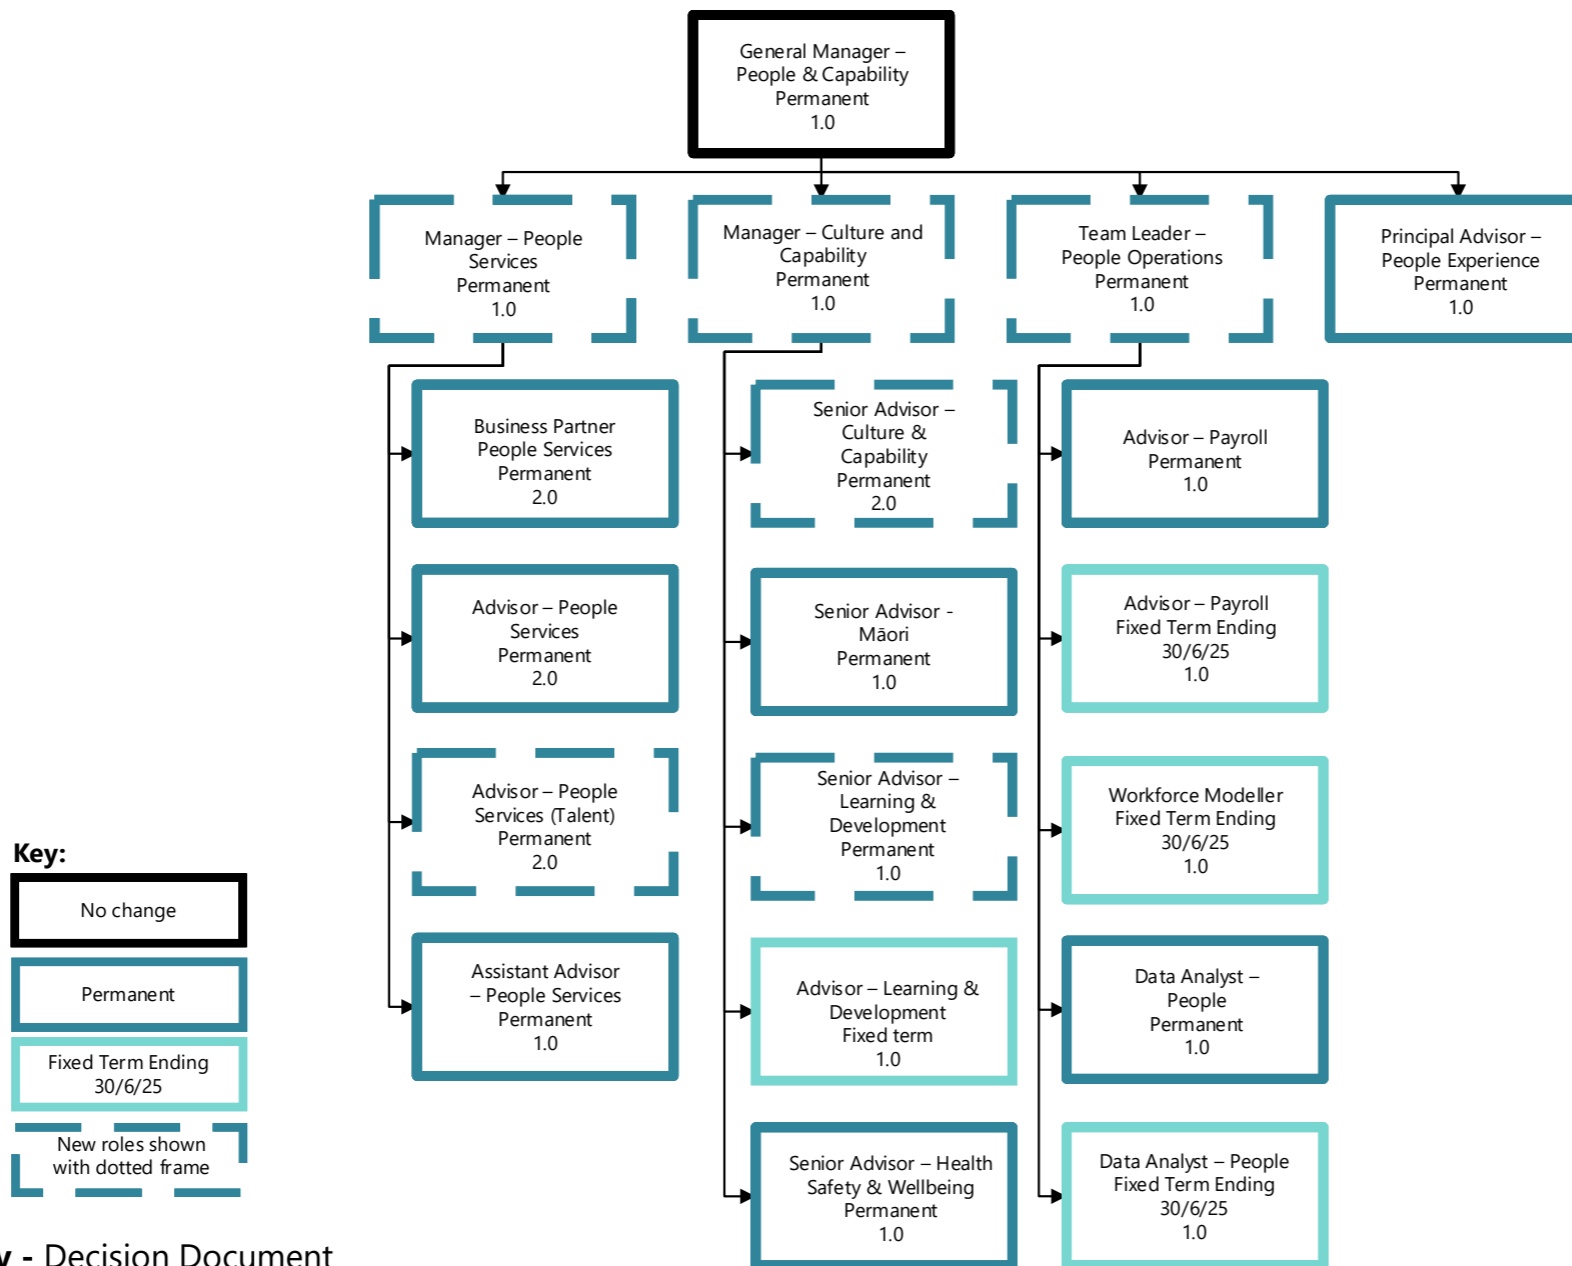 General Manager –
People & Capability
Permanent
1.0
Manager – People
Services
Permanent
1.0
Manager – Culture and
Capability
Permanent
1.0
Team Leader –
People Operations
Permanent
1.0
Principal Advisor –
People Experience
Permanent
1.0
Business Partner
People Services
Permanent
2.0
Advisor – People
Services
Permanent
2.0
Advisor – People
Services (Talent)
Permanent
2.0
Assistant Advisor
– People Services
Permanent
1.0
Senior Advisor –
Culture &
Capability
Permanent
2.0
Senior Advisor -
Māori
Permanent
1.0
Senior Advisor –
Learning &
Development
Permanent
1.0
Advisor – Learning &
Development
Fixed term
1.0
Senior Advisor – Health
Safety & Wellbeing
Permanent
1.0
Advisor – Payroll
Permanent
1.0
Advisor – Payroll
Fixed Term Ending
30/6/25
1.0
Workforce Modeller
Fixed Term Ending
30/6/25
1.0
Data Analyst –
People
Permanent
1.0
Data Analyst – People
Fixed Term Ending
30/6/25
1.0
Key:
No change
Permanent
Fixed Term Ending
30/6/25
New roles shown
with dotted frame
- Decision Document